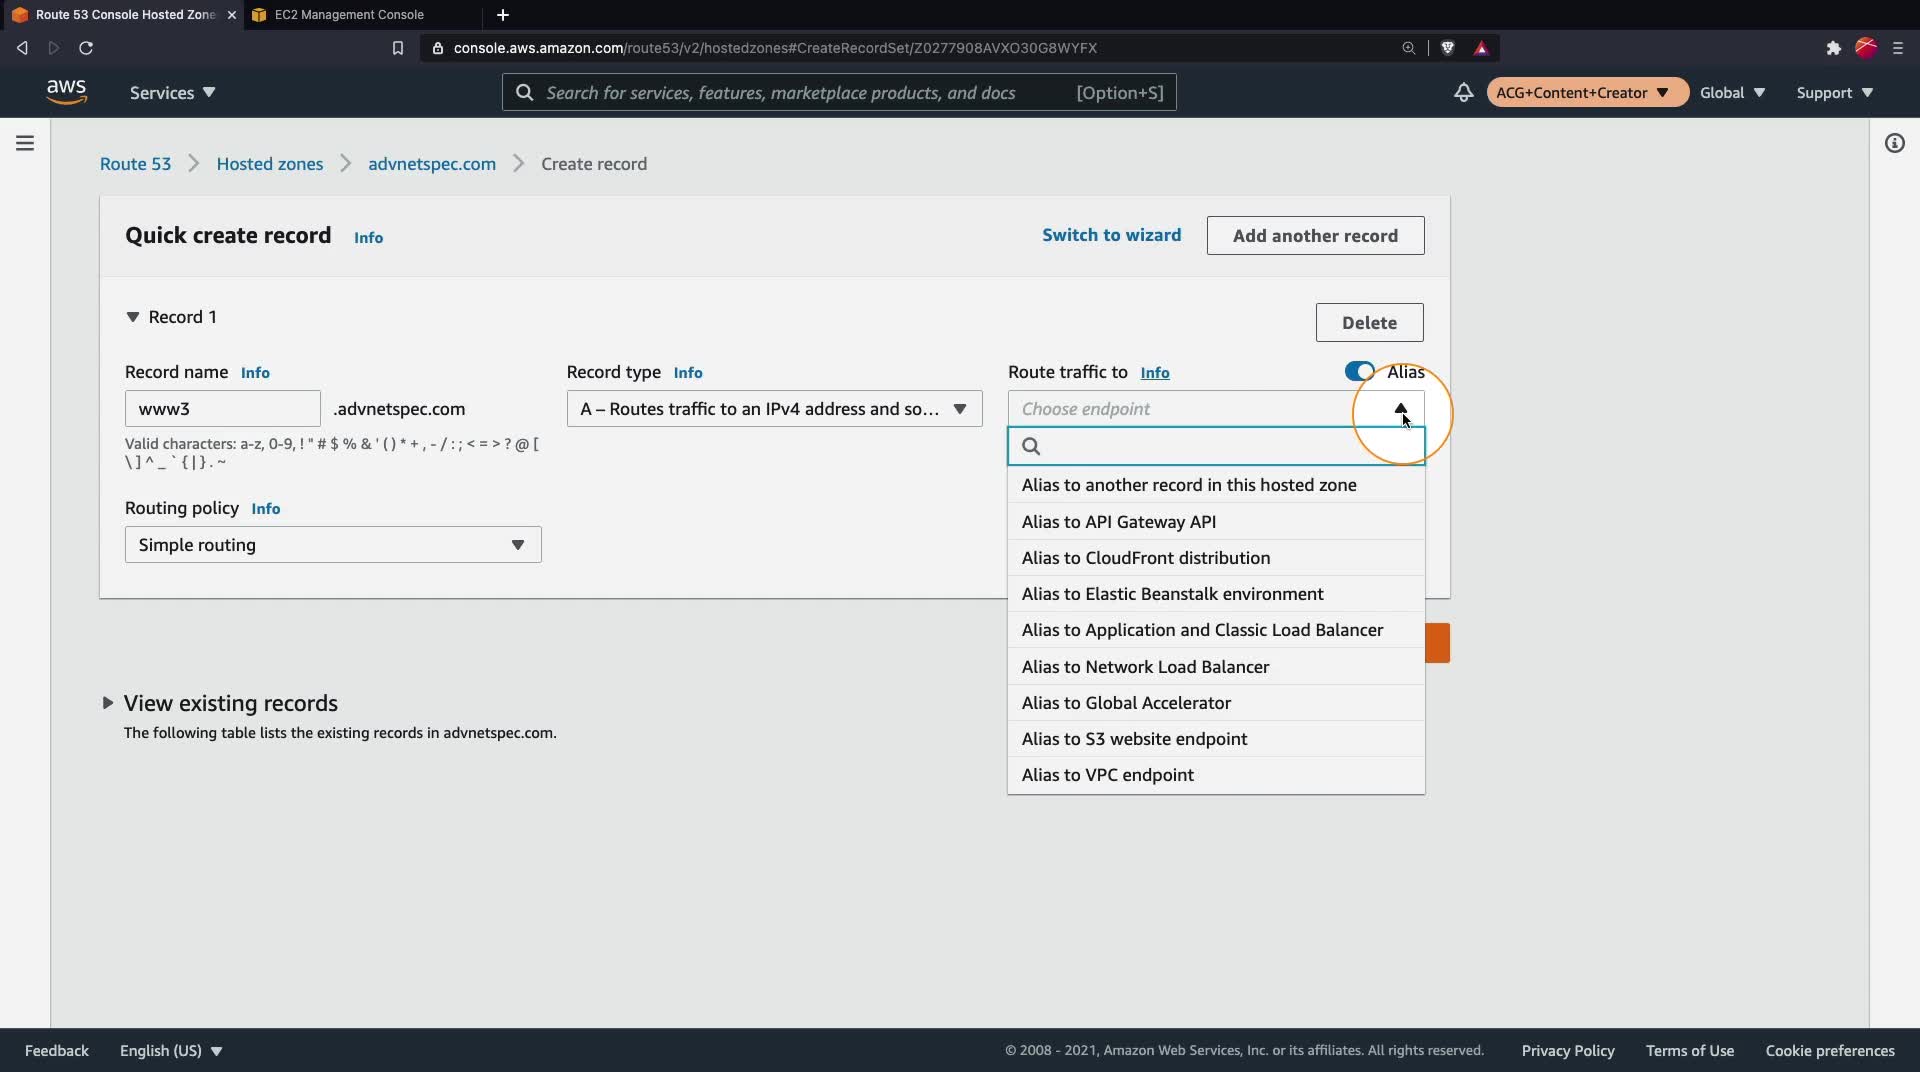 Route 53 Console Hosted Zone
EC2 Management Console
console.aws.amazon.com/route53/v2/hostedzones#CreateRecordSet/Z0277908AVXO30G8WYFX
aws
Services
Search for services, features, marketplace products, and docs
[Option+S]
ACG+Content+Creator
Global
Support
Route 53
Hosted zones
advnetspec.com
Create record
Quick create record
Info
Switch to wizard
Add another record
Record 1
Delete
Record name Info
www3
.advnetspec.com
Valid characters: a-z, 0-9, ! " # $ % & ' ( ) * + , - / : ; < = > ? @ [
\ ] ^ _ ` { | } . ~
Record type Info
A – Routes traffic to an IPv4 address and so...
Route traffic to Info
Alias
Choose endpoint
Alias to another record in this hosted zone
Alias to API Gateway API
Alias to CloudFront distribution
Alias to Elastic Beanstalk environment
Alias to Application and Classic Load Balancer
Alias to Network Load Balancer
Alias to Global Accelerator
Alias to S3 website endpoint
Alias to VPC endpoint
Routing policy Info
Simple routing
View existing records
The following table lists the existing records in advnetspec.com.
Feedback
English (US)
© 2008 - 2021, Amazon Web Services, Inc. or its affiliates. All rights reserved.
Privacy Policy
Terms of Use
Cookie preferences